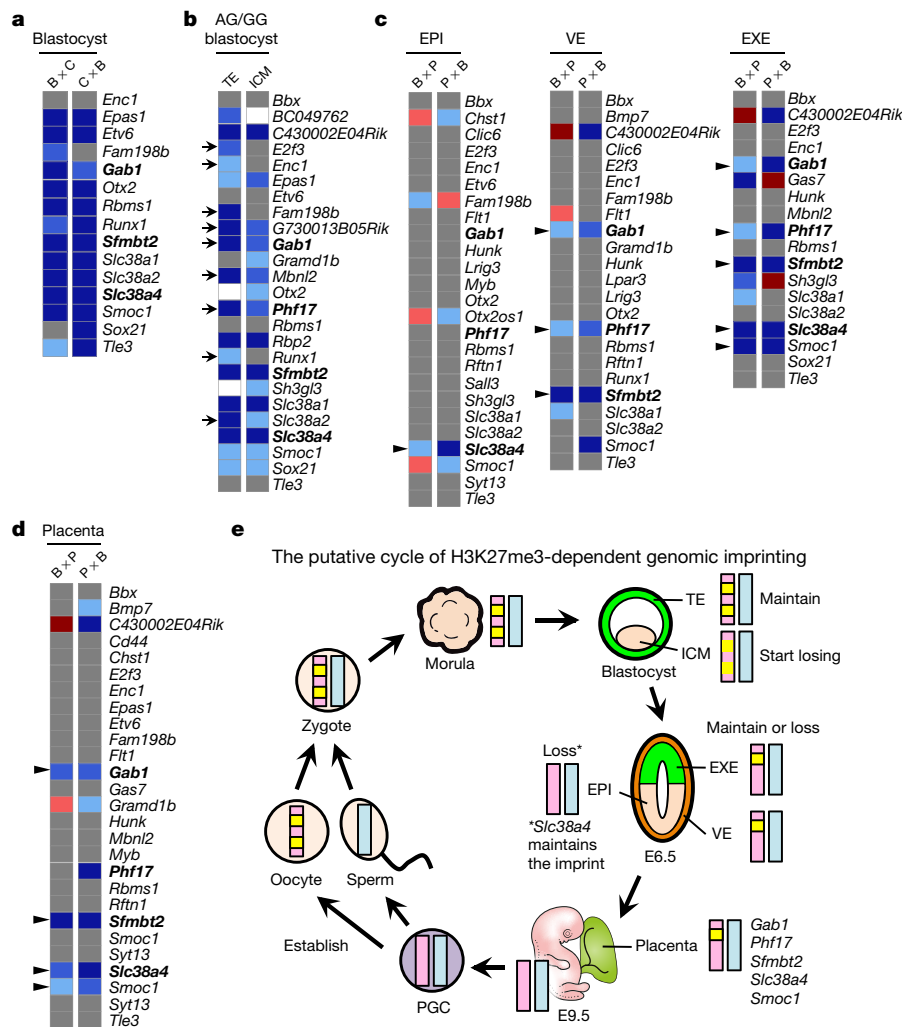 a
Blastocyst
B × C
C × B
Enc1
Epas1
Etv6
Fam198b
Gab1
Otx2
Rbms1
Runx1
Sfmbt2
Slc38a1
Slc38a2
Slc38a4
Smoc1
Sox21
Tle3
b
AG/GG
blastocyst
TE
ICM
Bbx
BC049762
C430002E04Rik
E2f3
Enc1
Epas1
Etv6
Fam198b
G730013B05Rik
Gab1
Gramd1b
Mbnl2
Otx2
Phf17
Rbms1
Rbp2
Runx1
Sfmbt2
Sh3gl3
Slc38a1
Slc38a2
Slc38a4
Smoc1
Sox21
Tle3
c
EPI
B × P
P × B
Bbx
Chst1
Clic6
E2f3
Enc1
Etv6
Fam198b
Flt1
Gab1
Hunk
Lrig3
Myb
Otx2
Otx2os1
Phf17
Rbms1
Rftn1
Sall3
Sh3gl3
Slc38a1
Slc38a2
Slc38a4
Smoc1
Syt13
Tle3
VE
B × P
P × B
Bbx
Bmp7
C430002E04Rik
Clic6
E2f3
Enc1
Fam198b
Flt1
Gab1
Gramd1b
Hunk
Lpar3
Lrig3
Otx2
Phf17
Rbms1
Rftn1
Runx1
Sfmbt2
Slc38a1
Slc38a2
Smoc1
Tle3
EXE
B × P
P × B
Bbx
C430002E04Rik
E2f3
Enc1
Gab1
Gas7
Hunk
Mbnl2
Phf17
Rbms1
Sfmbt2
Sh3gl3
Slc38a1
Slc38a2
Slc38a4
Smoc1
Sox21
Tle3
d
Placenta
B × P
P × B
Bbx
Bmp7
C430002E04Rik
Cd44
Chst1
E2f3
Enc1
Epas1
Etv6
Fam198b
Flt1
Gab1
Gas7
Gramd1b
Hunk
Mbnl2
Myb
Phf17
Rbms1
Rftn1
Sfmbt2
Smoc1
Syt13
Slc38a4
Smoc1
Syt13
Tle3
e
The putative cycle of H3K27me3-dependent genomic imprinting
Morula
TE
ICM
Blastocyst
Maintain
Start losing
Zygote
Maintain or loss
Loss*
EXE
EPI
VE
*Slc38a4
maintains
the imprint
E6.5
Oocyte
Sperm
Establish
PGC
E9.5
Placenta
Gab1
Phf17
Sfmbt2
Slc38a4
Smoc1